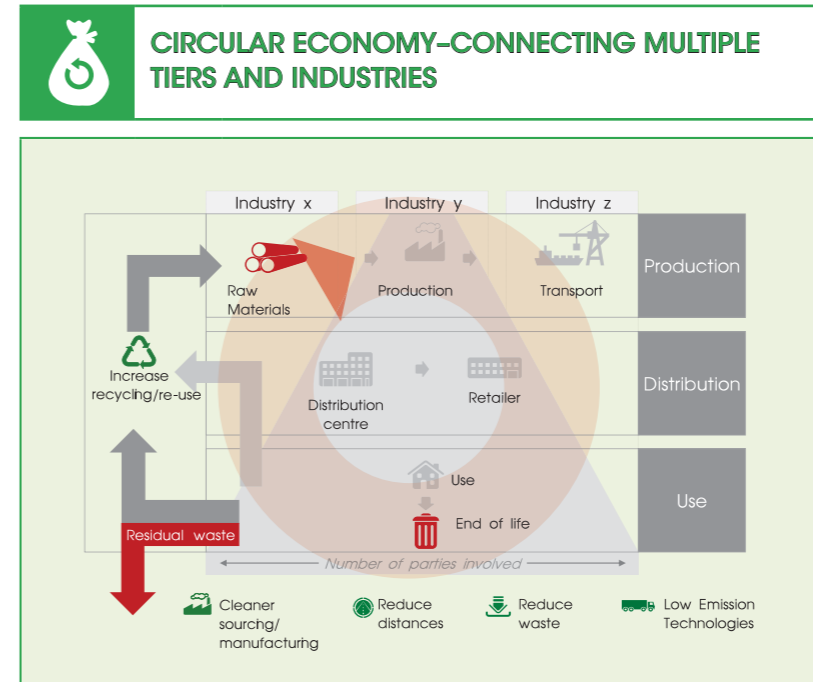 CIRCULAR ECONOMY–CONNECTING MULTIPLE
TIERS AND INDUSTRIES
Industry x
Industry y
Industry z
Raw
Materials
Production
Transport
Production
Increase
recycling/re-use
Distribution
centre
Retailer
Distribution
Use
End of life
Use
Residual waste
Number of parties involved
Cleaner
sourcing/
manufacturing
Reduce
distances
Reduce
waste
Low Emission
Technologies